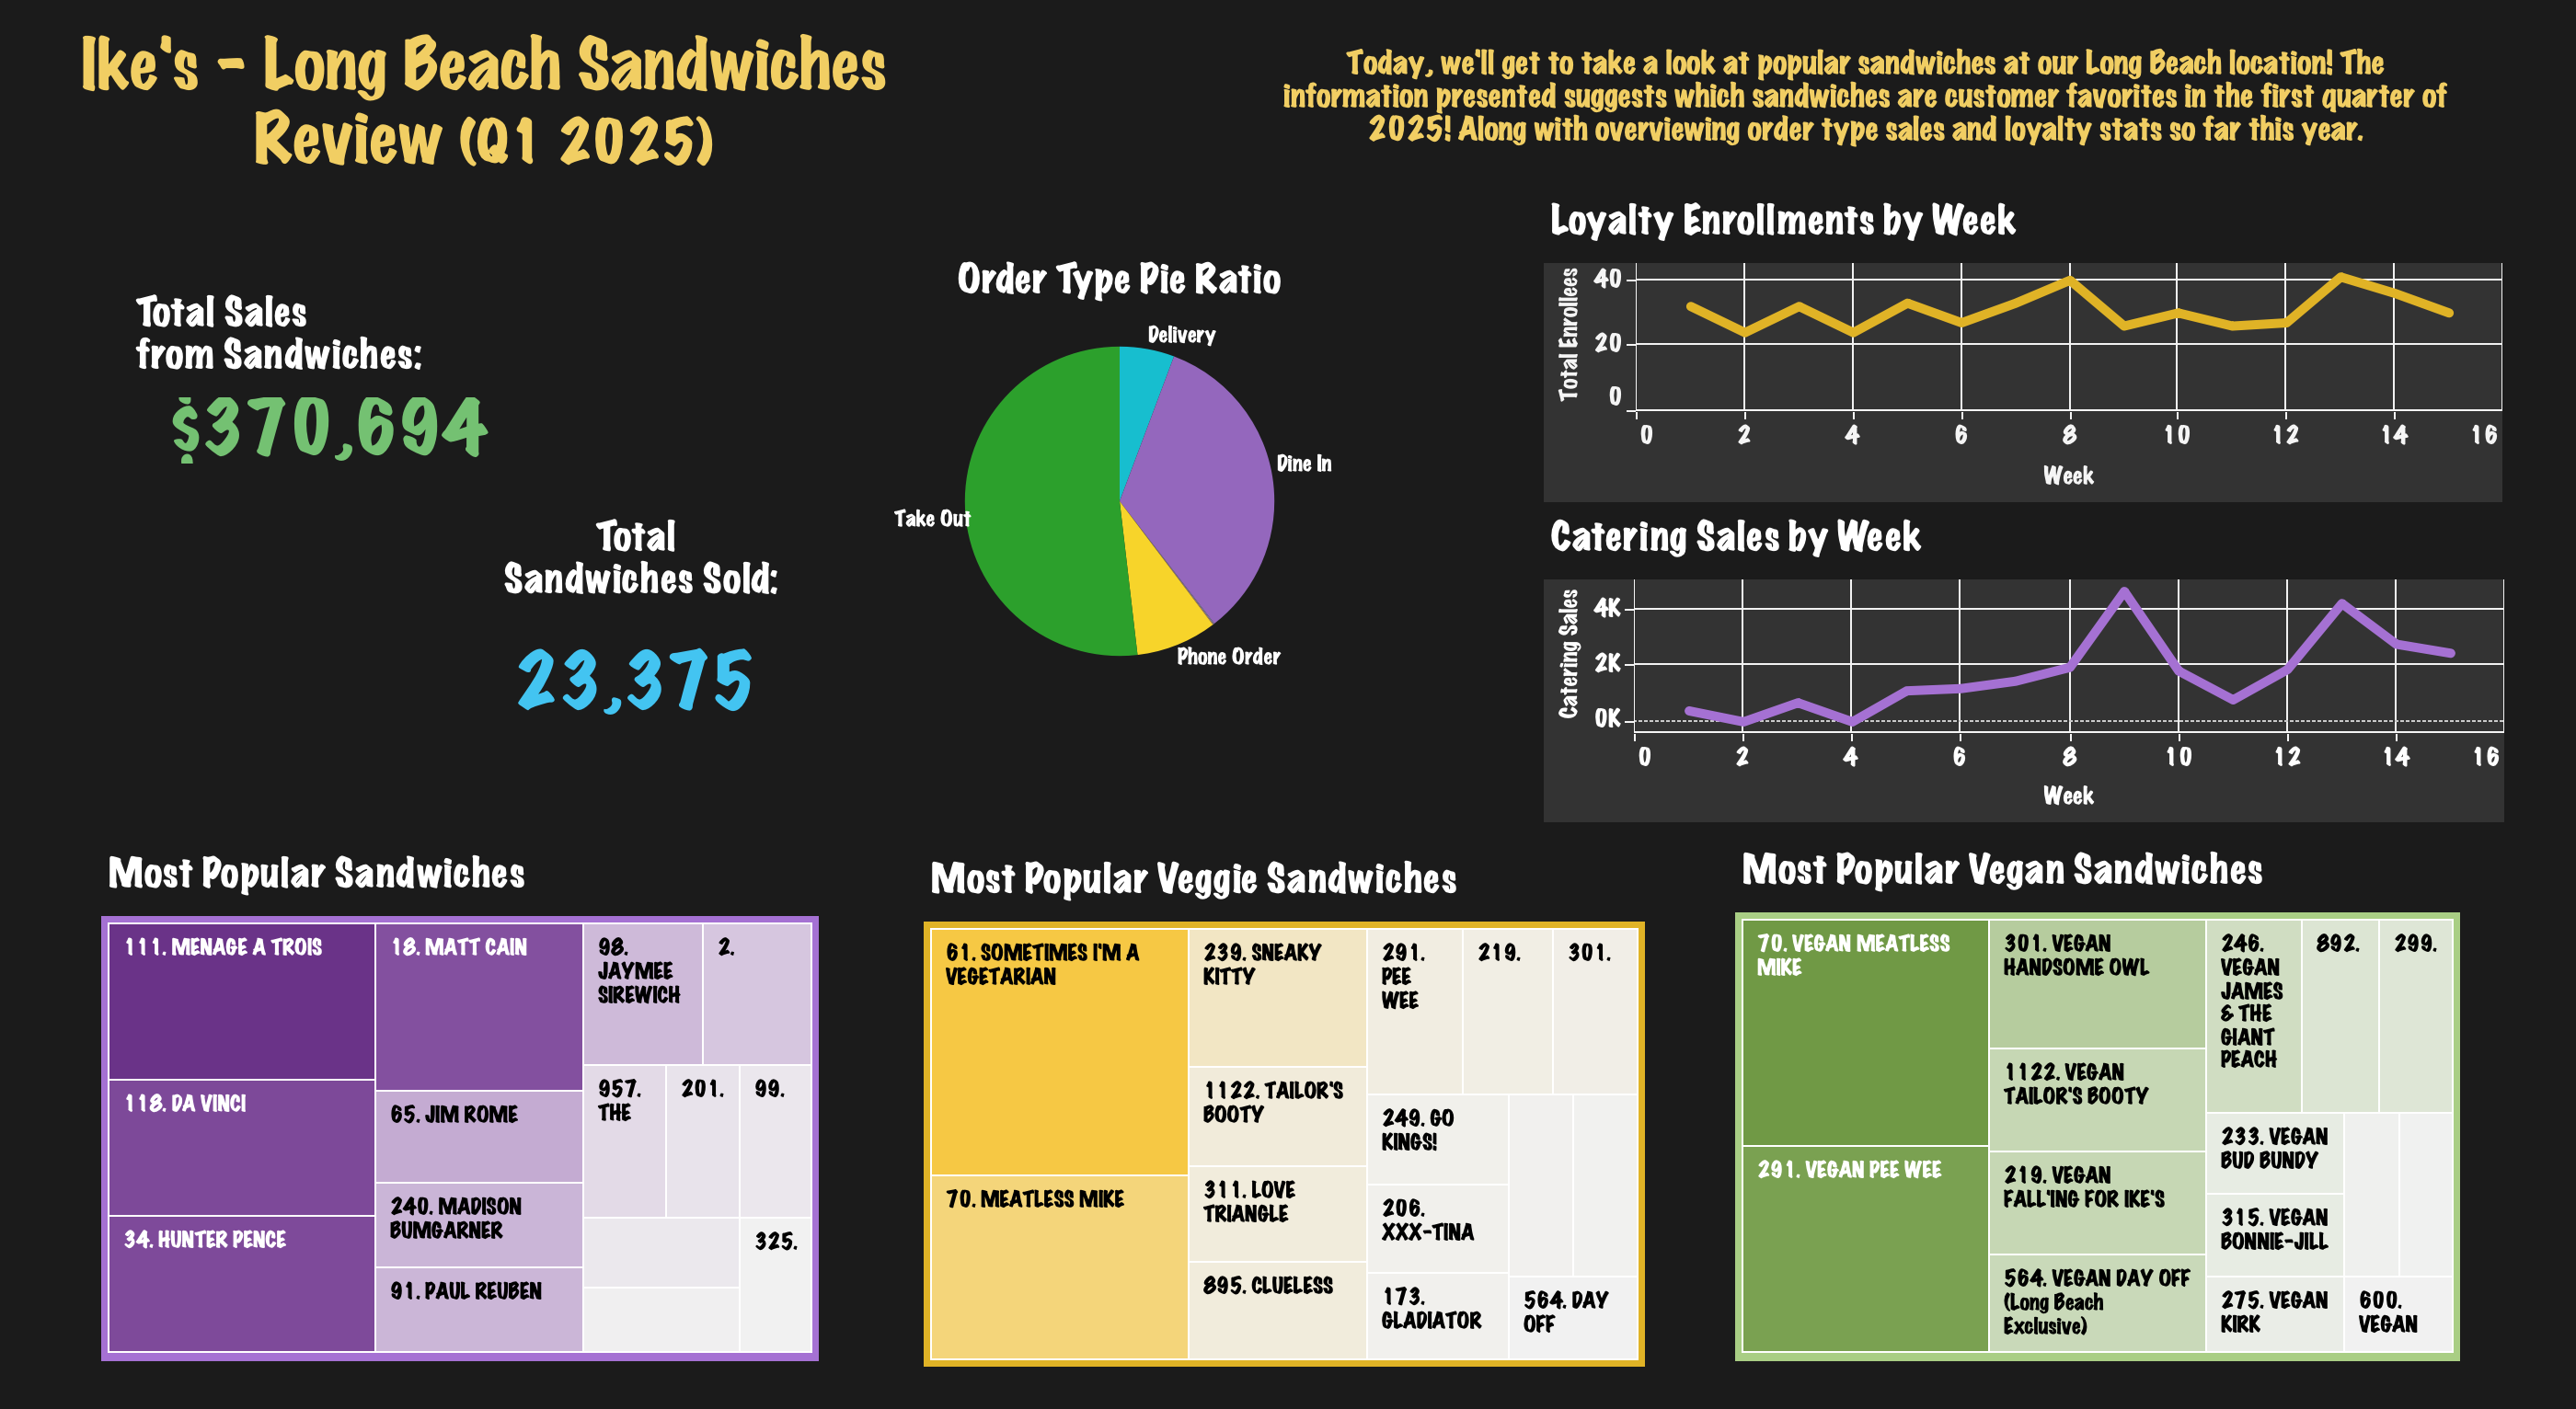 Ike's - Long Beach Sandwiches
Review (Q1 2025)
Today, we'll get to take a look at popular sandwiches at our Long Beach location! The
information presented suggests which sandwiches are customer favorites in the first quarter of
2025! Along with overviewing order type sales and loyalty stats so far this year.
Total Sales
from Sandwiches:
$370,694
Total
Sandwiches Sold:
23,375
Order Type Pie Ratio
Delivery
Dine In
Take Out
Phone Order
Loyalty Enrollments by Week
Total Enrollees
40
20
0
0 2 4 6 8 10 12 14 16
Week
Catering Sales by Week
Catering Sales
4K
2K
0K
0 2 4 6 8 10 12 14 16
Week
Most Popular Sandwiches
111. MENAGE A TROIS
118. DA VINCI
34. HUNTER PENCE
18. MATT CAIN
65. JIM ROME
240. MADISON
BUMGARNER
91. PAUL REUBEN
98.
JAYMEE
SIREWICH
2.
957.
THE
201.
99.
325.
Most Popular Veggie Sandwiches
61. SOMETIMES I'M A
VEGETARIAN
70. MEATLESS MIKE
239. SNEAKY
KITTY
1122. TAILOR'S
BOOTY
311. LOVE
TRIANGLE
895. CLUELESS
291.
PEE
WEE
219.
301.
249. GO
KINGS!
206.
XXX-TINA
173.
GLADIATOR
564. DAY
OFF
Most Popular Vegan Sandwiches
70. VEGAN MEATLESS
MIKE
291. VEGAN PEE WEE
301. VEGAN
HANDSOME OWL
1122. VEGAN
TAILOR'S BOOTY
219. VEGAN
FALL'ING FOR IKE'S
564. VEGAN DAY OFF
(Long Beach
Exclusive)
246.
VEGAN
JAMES
& THE
GIANT
PEACH
892.
299.
233. VEGAN
BUD BUNDY
315. VEGAN
BONNIE-JILL
275. VEGAN
KIRK
600.
VEGAN